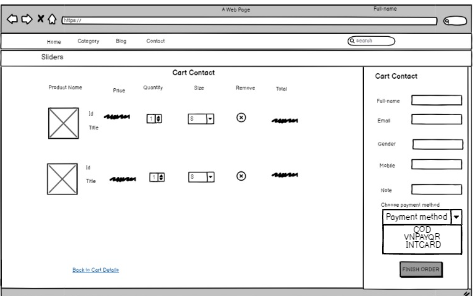 A Web Page
Full-name
https://
Home Category Blog Contact
search
Sliders
Cart Contact
Product Name Price Quantity Size Remove Total
Id
Title
1
Id
Title
1
Back to Cart Details
Cart Contact
Full-name
Email
Gender
Mobile
Note
Choose payment method
Payment method
COD
VNPAYQR
INTCARD
FINISH ORDER